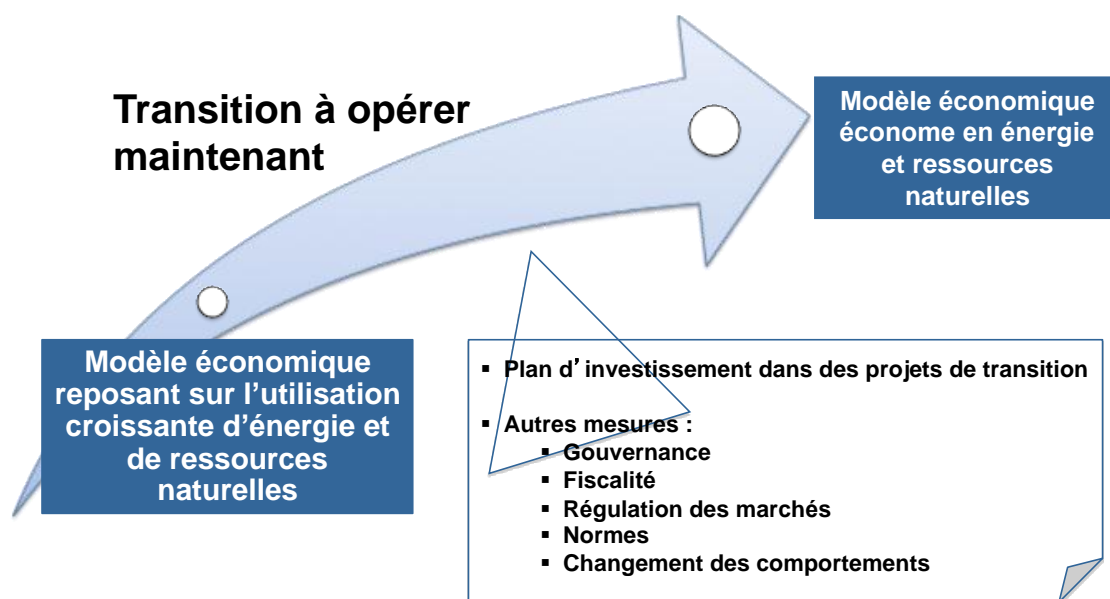 Transition à opérer
maintenant
Modèle économique
économe en énergie
et ressources
naturelles
Modèle économique
reposant sur l’utilisation
croissante d’énergie et
de ressources
naturelles
▪ Plan d’investissement dans des projets de transition
▪ Autres mesures :
▪ Gouvernance
▪ Fiscalité
▪ Régulation des marchés
▪ Normes
▪ Changement des comportements